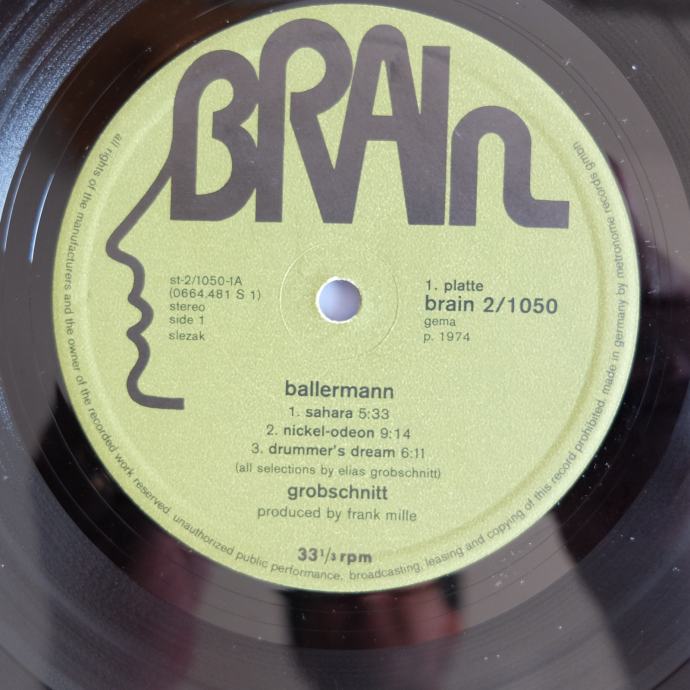 BRAIN
st-2/1050-1A
(0664.481 S 1)
stereo
side 1
slezak
1. platte
brain 2/1050
gema
p. 1974
ballermann
1. sahara 5:33
2. nickel-odeon 9:14
3. drummer's dream 6:11
(all selections by elias grobschnitt)
grobschnitt
produced by frank mille
33 1/3 rpm
all rights of the manufacturers and the owner of the recorded work reserved. unauthorized public performance, broadcasting, leasing and copying of this record prohibited. made in germany by metronome records gmbh